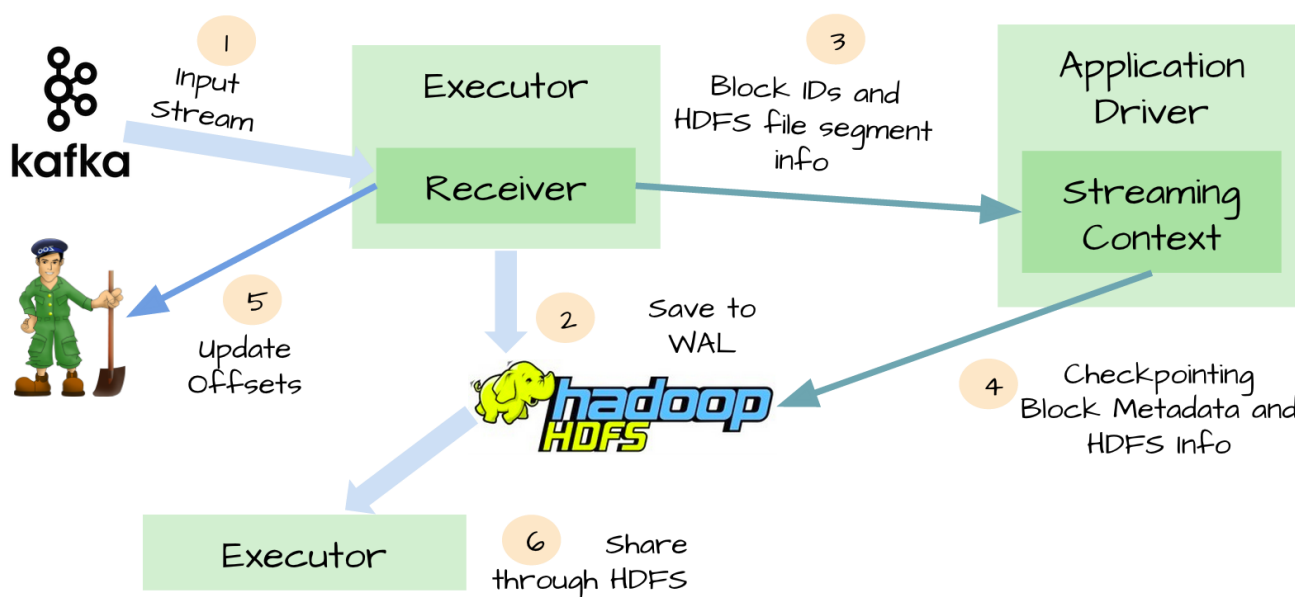 1
Input
Stream
kafka
Executor
Receiver
3
Block IDs and
HDFS file segment
info
Application
Driver
Streaming
Context
ZOO
5
Update
Offsets
2
Save to
WAL
hadoop
HDFS
4
Checkpointing
Block Metadata and
HDFS Info
Executor
6
Share
through HDFS